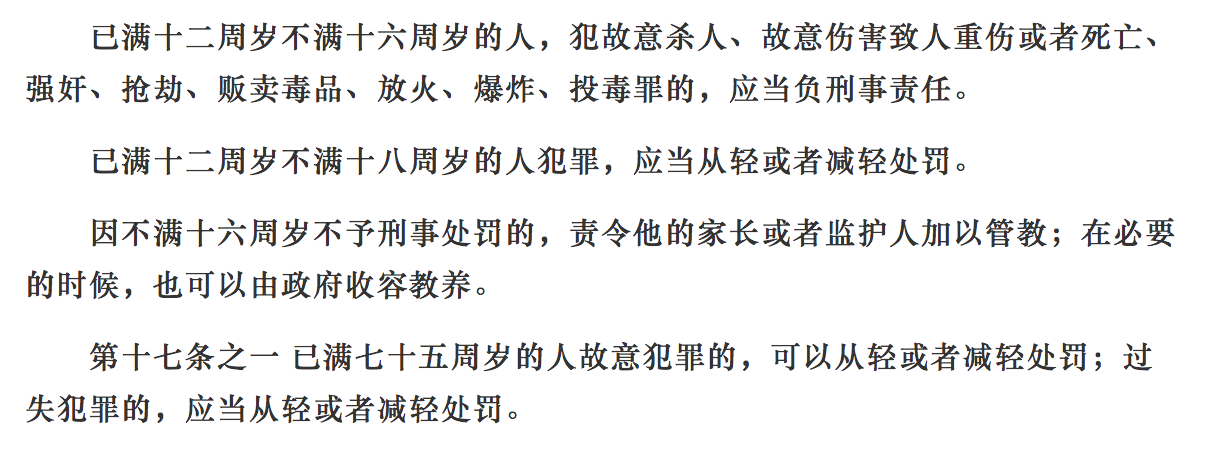 已满十二周岁不满十六周岁的人，犯故意杀人、故意伤害致人重伤或者死亡、
强奸、抢劫、贩卖毒品、放火、爆炸、投毒罪的，应当负刑事责任。
已满十二周岁不满十八周岁的人犯罪，应当从轻或者减轻处罚。
因不满十六周岁不予刑事处罚的，责令他的家长或者监护人加以管教；在必要
的时候，也可以由政府收容教养。
第十七条之一 已满七十五周岁的人故意犯罪的，可以从轻或者减轻处罚；过
失犯罪的，应当从轻或者减轻处罚。